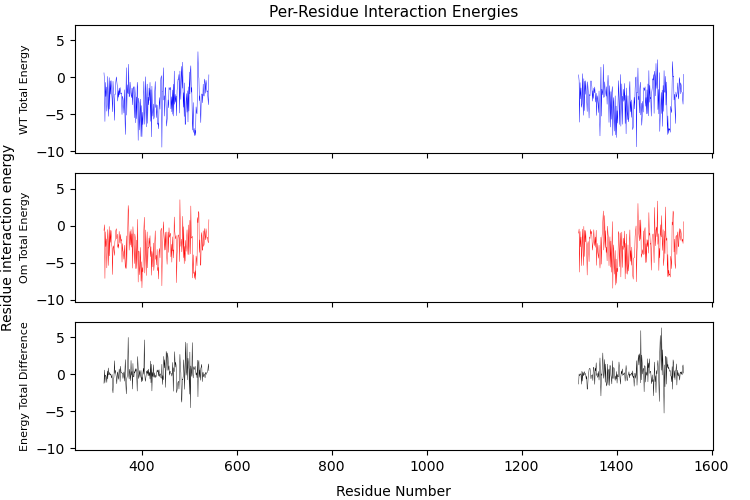 Per-Residue Interaction Energies
Residue interaction energy
WT Total Energy
5
0
−5
−10
Om Total Energy
5
0
−5
−10
Energy Total Difference
5
0
−5
−10
400 600 800 1000 1200 1400 1600
Residue Number